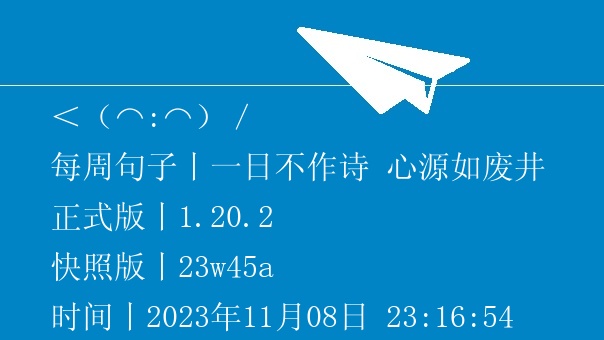 ＜（⌒:⌒）/
每周句子丨一日不作诗 心源如废井
正式版丨1.20.2
快照版丨23w45a
时间丨2023年11月08日 23:16:54